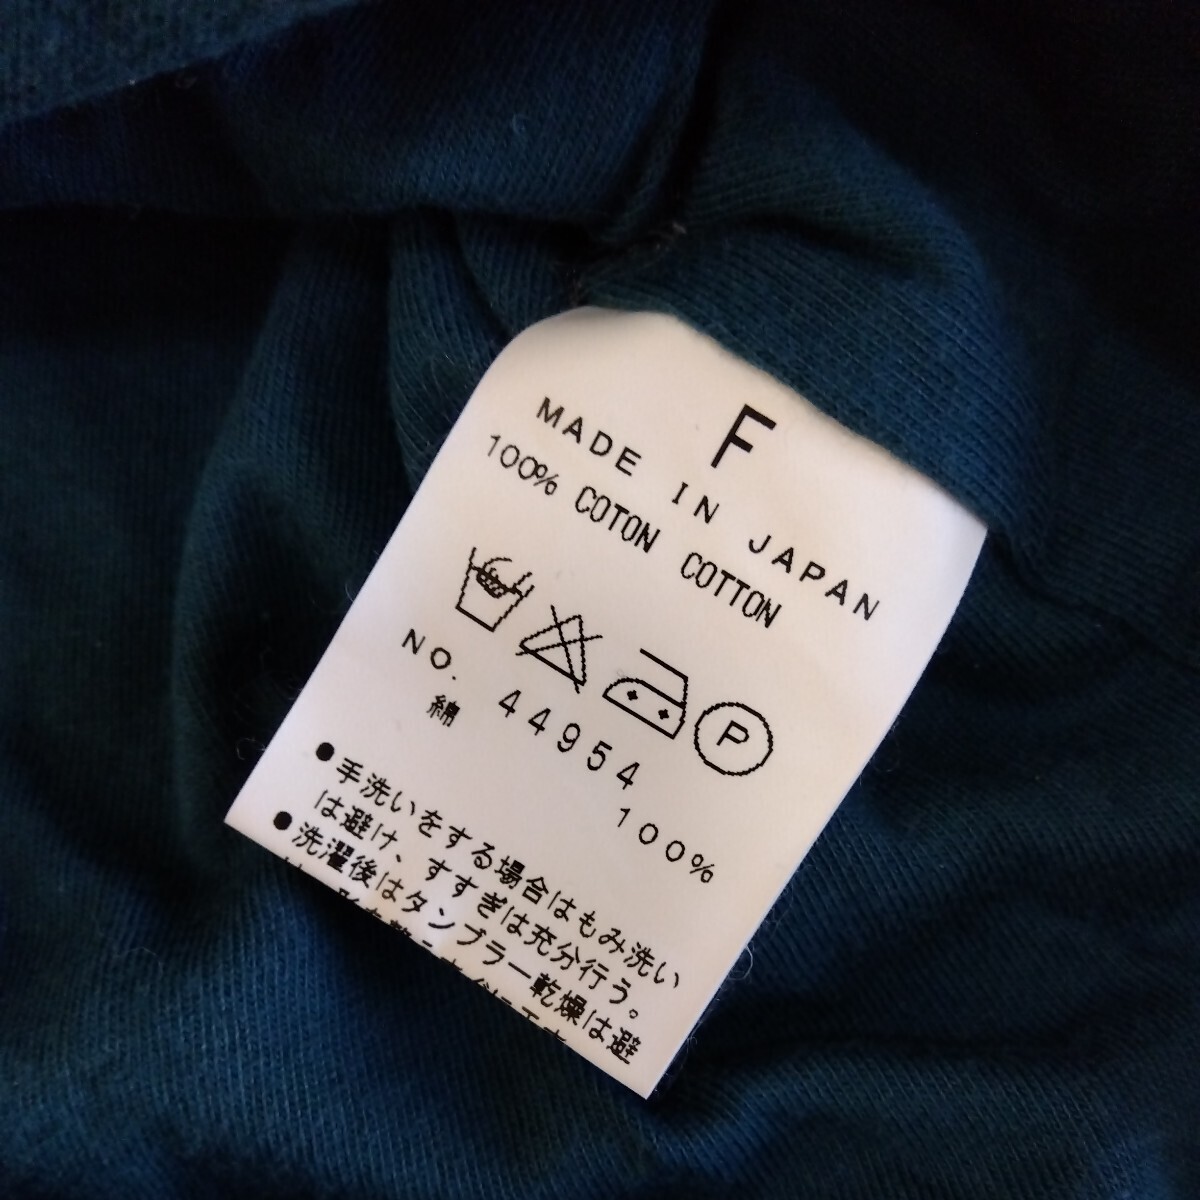 F
MADE IN JAPAN
100% COTON COTTON
P
NO. 44954
綿 100%
●手洗いをする場合はもみ洗い
は避け、すすぎは充分行う。
●洗濯後はタンブラー乾燥は避